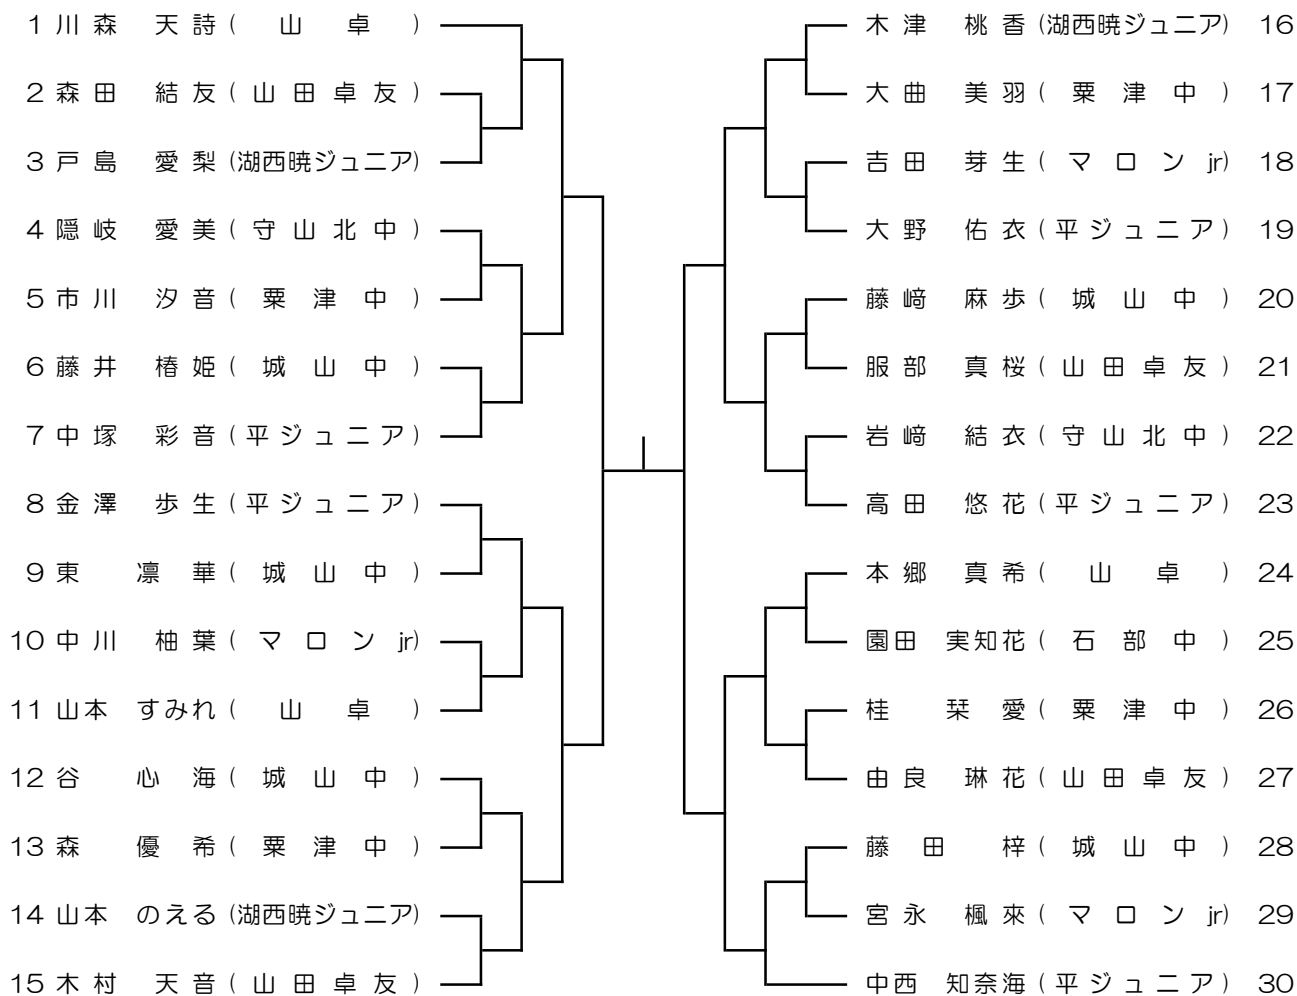 1 川森 天詩 ( 山 卓 )
2 森田 結友 ( 山田卓友 )
3 戸島 愛梨 (湖西暁ジュニア)
4 隠岐 愛美 ( 守山北中 )
5 市川 汐音 ( 粟津中 )
6 藤井 椿姫 ( 城山中 )
7 中塚 彩音 ( 平ジュニア )
8 金澤 歩生 ( 平ジュニア )
9 東 凛華 ( 城山中 )
10 中川 柚葉 ( マロンjr)
11 山本 すみれ ( 山 卓 )
12 谷 心海 ( 城山中 )
13 森 優希 ( 粟津中 )
14 山本 のえる (湖西暁ジュニア)
15 木村 天音 ( 山田卓友 )
木津 桃香 (湖西暁ジュニア) 16
大曲 美羽 ( 粟津中 ) 17
吉田 芽生 ( マロンjr) 18
大野 佑衣 ( 平ジュニア ) 19
藤﨑 麻歩 ( 城山中 ) 20
服部 真桜 ( 山田卓友 ) 21
岩﨑 結衣 ( 守山北中 ) 22
高田 悠花 ( 平ジュニア ) 23
本郷 真希 ( 山 卓 ) 24
園田 実知花 ( 石部中 ) 25
桂 栞愛 ( 粟津中 ) 26
由良 琳花 ( 山田卓友 ) 27
藤田 梓 ( 城山中 ) 28
宮永 楓來 ( マロンjr) 29
中西 知奈海 ( 平ジュニア ) 30